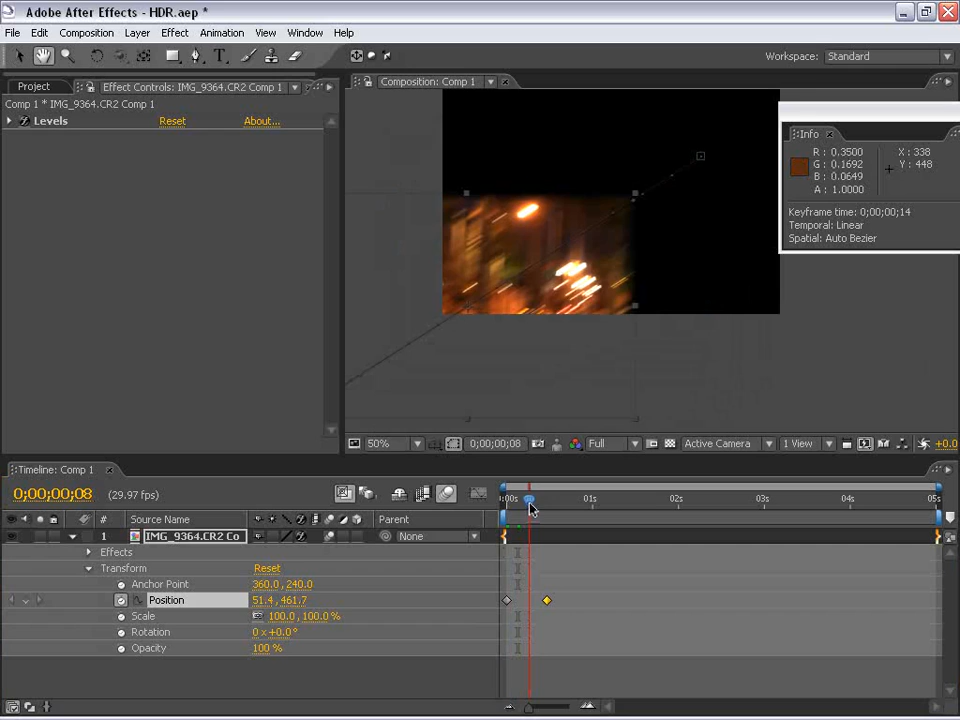 Adobe After Effects - HDR.aep *
File Edit Composition Layer Effect Animation View Window Help
Workspace: Standard
Project Effect Controls: IMG_9364.CR2 Comp 1
Composition: Comp 1
Comp 1 * IMG_9364.CR2 Comp 1
Levels Reset About...
Info
R : 0.3500
G : 0.1692
B : 0.0649
A : 1.0000
X : 338
Y : 448
Keyframe time: 0;00;00;14
Temporal: Linear
Spatial: Auto Bezier
50% 0;00;00;08 Full Active Camera 1 View +0.0
Timeline: Comp 1
0;00;00;08 (29.97 fps)
:00s 01s 02s 03s 04s 05s
# Source Name Parent
1 IMG_9364.CR2 Co None
Effects
Transform Reset
Anchor Point 360.0 , 240.0
Position 51.4 , 461.7
Scale 100.0 , 100.0 %
Rotation 0 x +0.0°
Opacity 100 %